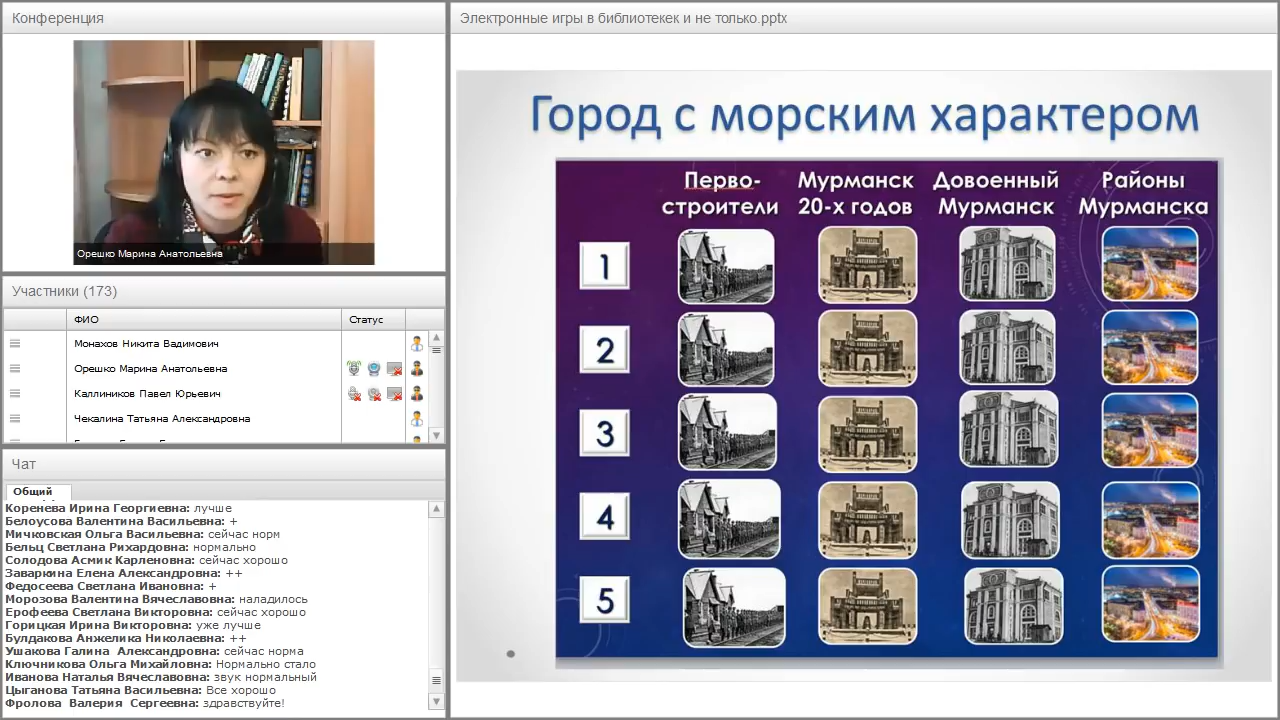 Конференция
Орешко Марина Анатольевна
Участники (173)
ФИО Статус
Монахов Никита Вадимович
Орешко Марина Анатольевна
Каллиников Павел Юрьевич
Чекалина Татьяна Александровна
Чат
Общий
Коренева Ирина Георгиевна: лучше
Белоусова Валентина Васильевна: +
Мичковская Ольга Васильевна: сейчас норм
Бельц Светлана Рихардовна: нормально
Солодова Асмик Карленовна: сейчас хорошо
Заваркина Елена Александровна: ++
Федосеева Светлана Ивановна: +
Морозова Валентина Вячеславовна: наладилось
Ерофеева Светлана Викторовна: сейчас хорошо
Горицкая Ирина Викторовна: уже лучше
Булдакова Анжелика Николаевна: ++
Ушакова Галина Александровна: сейчас норма
Ключникова Ольга Михайловна: Нормально стало
Иванова Наталья Вячеславовна: звук нормальный
Цыганова Татьяна Васильевна: Все хорошо
Фролова Валерия Сергеевна: здравствуйте!
Электронные игры в библиотекек и не только.pptx
Город с морским характером
Перво-
строители
Мурманск
20-х годов
Довоенный
Мурманск
Районы
Мурманска
1
2
3
4
5